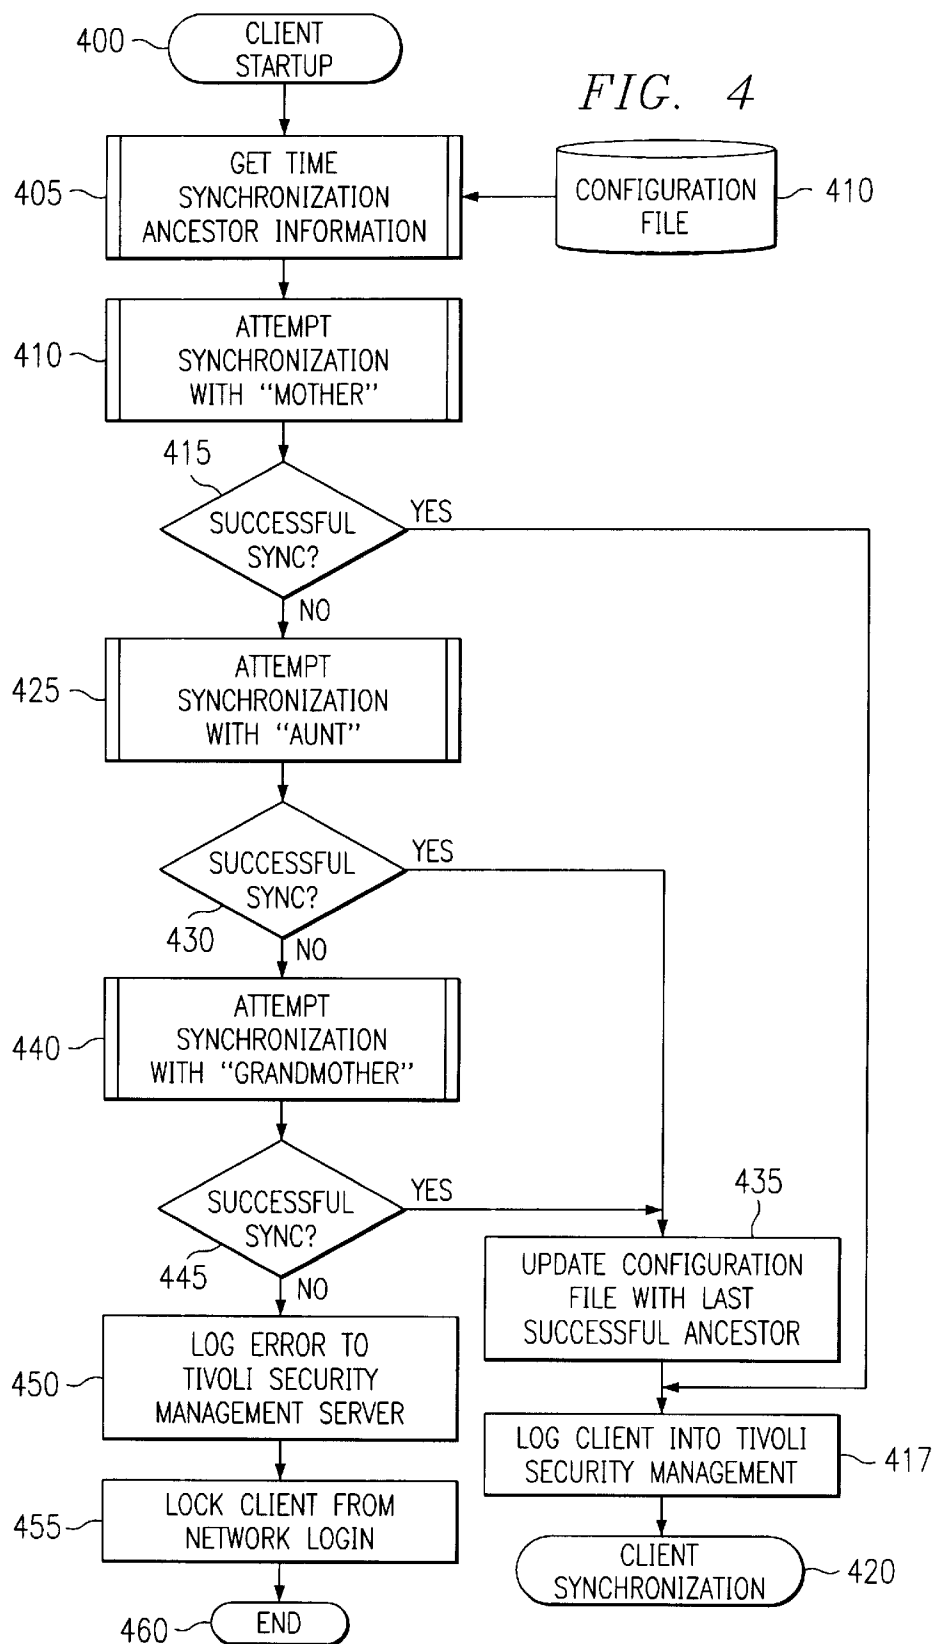 400
CLIENT
STARTUP
FIG. 4
405
GET TIME
SYNCHRONIZATION
ANCESTOR INFORMATION
CONFIGURATION
FILE
410
410
ATTEMPT
SYNCHRONIZATION
WITH "MOTHER"
415
SUCCESSFUL
SYNC?
YES
NO
425
ATTEMPT
SYNCHRONIZATION
WITH "AUNT"
SUCCESSFUL
SYNC?
YES
430
NO
440
ATTEMPT
SYNCHRONIZATION
WITH "GRANDMOTHER"
SUCCESSFUL
SYNC?
YES
445
NO
435
UPDATE CONFIGURATION
FILE WITH LAST
SUCCESSFUL ANCESTOR
450
LOG ERROR TO
TIVOLI SECURITY
MANAGEMENT SERVER
LOG CLIENT INTO TIVOLI
SECURITY MANAGEMENT
417
455
LOCK CLIENT FROM
NETWORK LOGIN
CLIENT
SYNCHRONIZATION
420
460
END